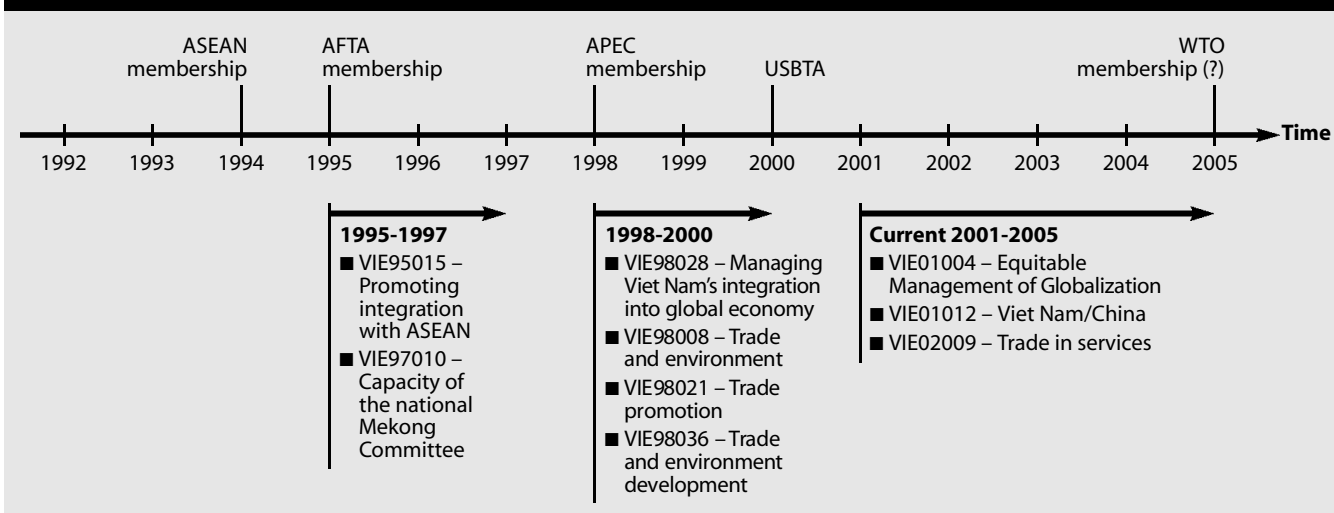 ASEAN
membership
AFTA
membership
APEC
membership
USBTA
WTO
membership (?)
Time
1992 1993 1994 1995 1996 1997 1998 1999 2000 2001 2002 2003 2004 2005
1995-1997
■ VIE95015 –
Promoting
integration
with ASEAN
■ VIE97010 –
Capacity of
the national
Mekong
Committee
1998-2000
■ VIE98028 – Managing
Viet Nam’s integration
into global economy
■ VIE98008 – Trade
and environment
■ VIE98021 – Trade
promotion
■ VIE98036 – Trade
and environment
development
Current 2001-2005
■ VIE01004 – Equitable
Management of Globalization
■ VIE01012 – Viet Nam/China
■ VIE02009 – Trade in services